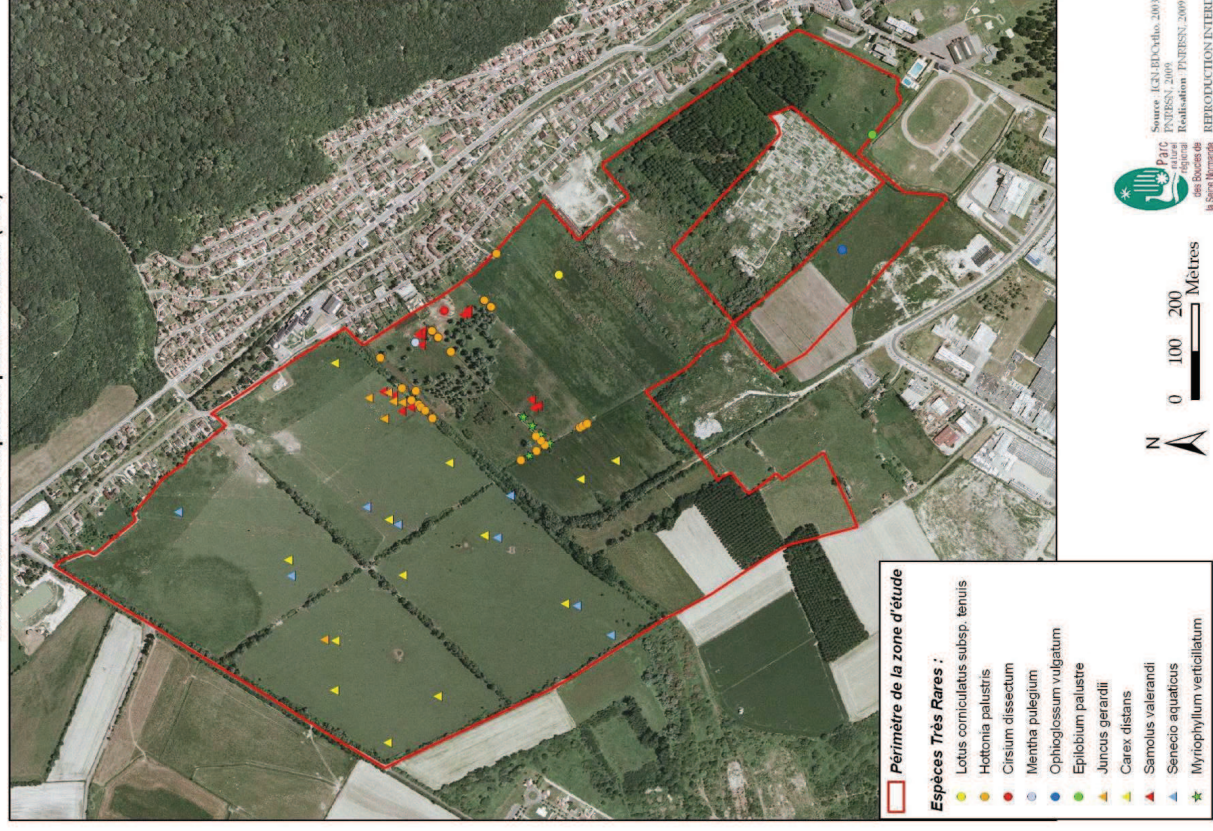 Périmètre de la zone d'étude
Espèces Très Rares :
Lotus corniculatus subsp. tenuis
Hottonia palustris
Cirsium dissectum
Mentha pulegium
Ophioglossum vulgatum
Epilobium palustre
Juncus gerardii
Carex distans
Samolus valerandi
Senecio aquaticus
Myriophyllum verticillatum
N
0 100 200
Mètres
Parc
naturel
régional
des Boucles de
la Seine Normande
Source : IGN-BDOrtho, 2003
PNRBSN, 2009.
Réalisation : PNRBSN, 2009
REPRODUCTION INTERD